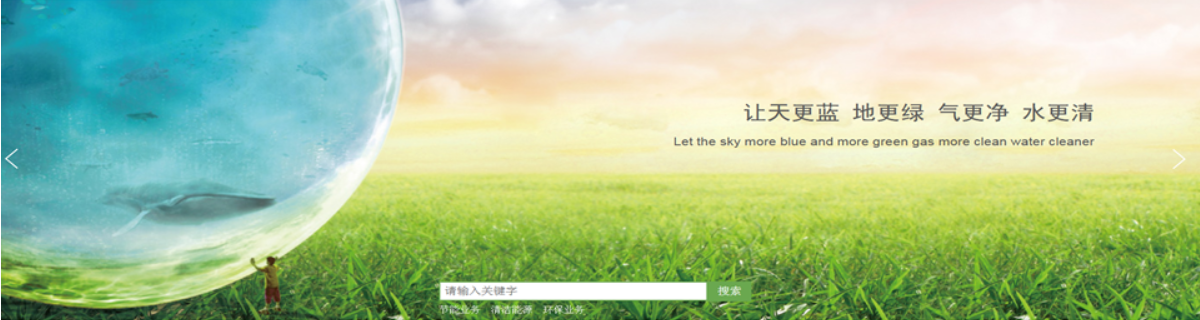 让天更蓝 地更绿 气更净 水更清
Let the sky more blue and more green gas more clean water cleaner
请输入关键字 搜索
节能业务 清洁能源 环保业务